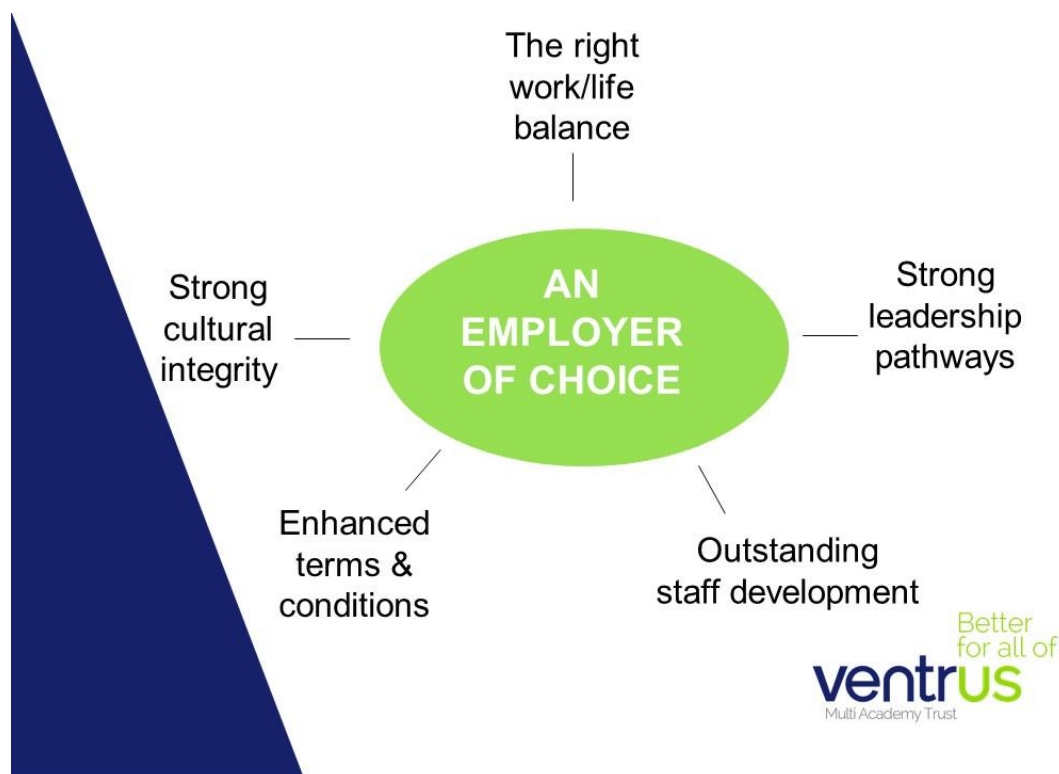 The right
work/life
balance
Strong
cultural
integrity
AN
EMPLOYER
OF CHOICE
Strong
leadership
pathways
Enhanced
terms &
conditions
Outstanding
staff development
Better
for all of
ventrus
Multi Academy Trust